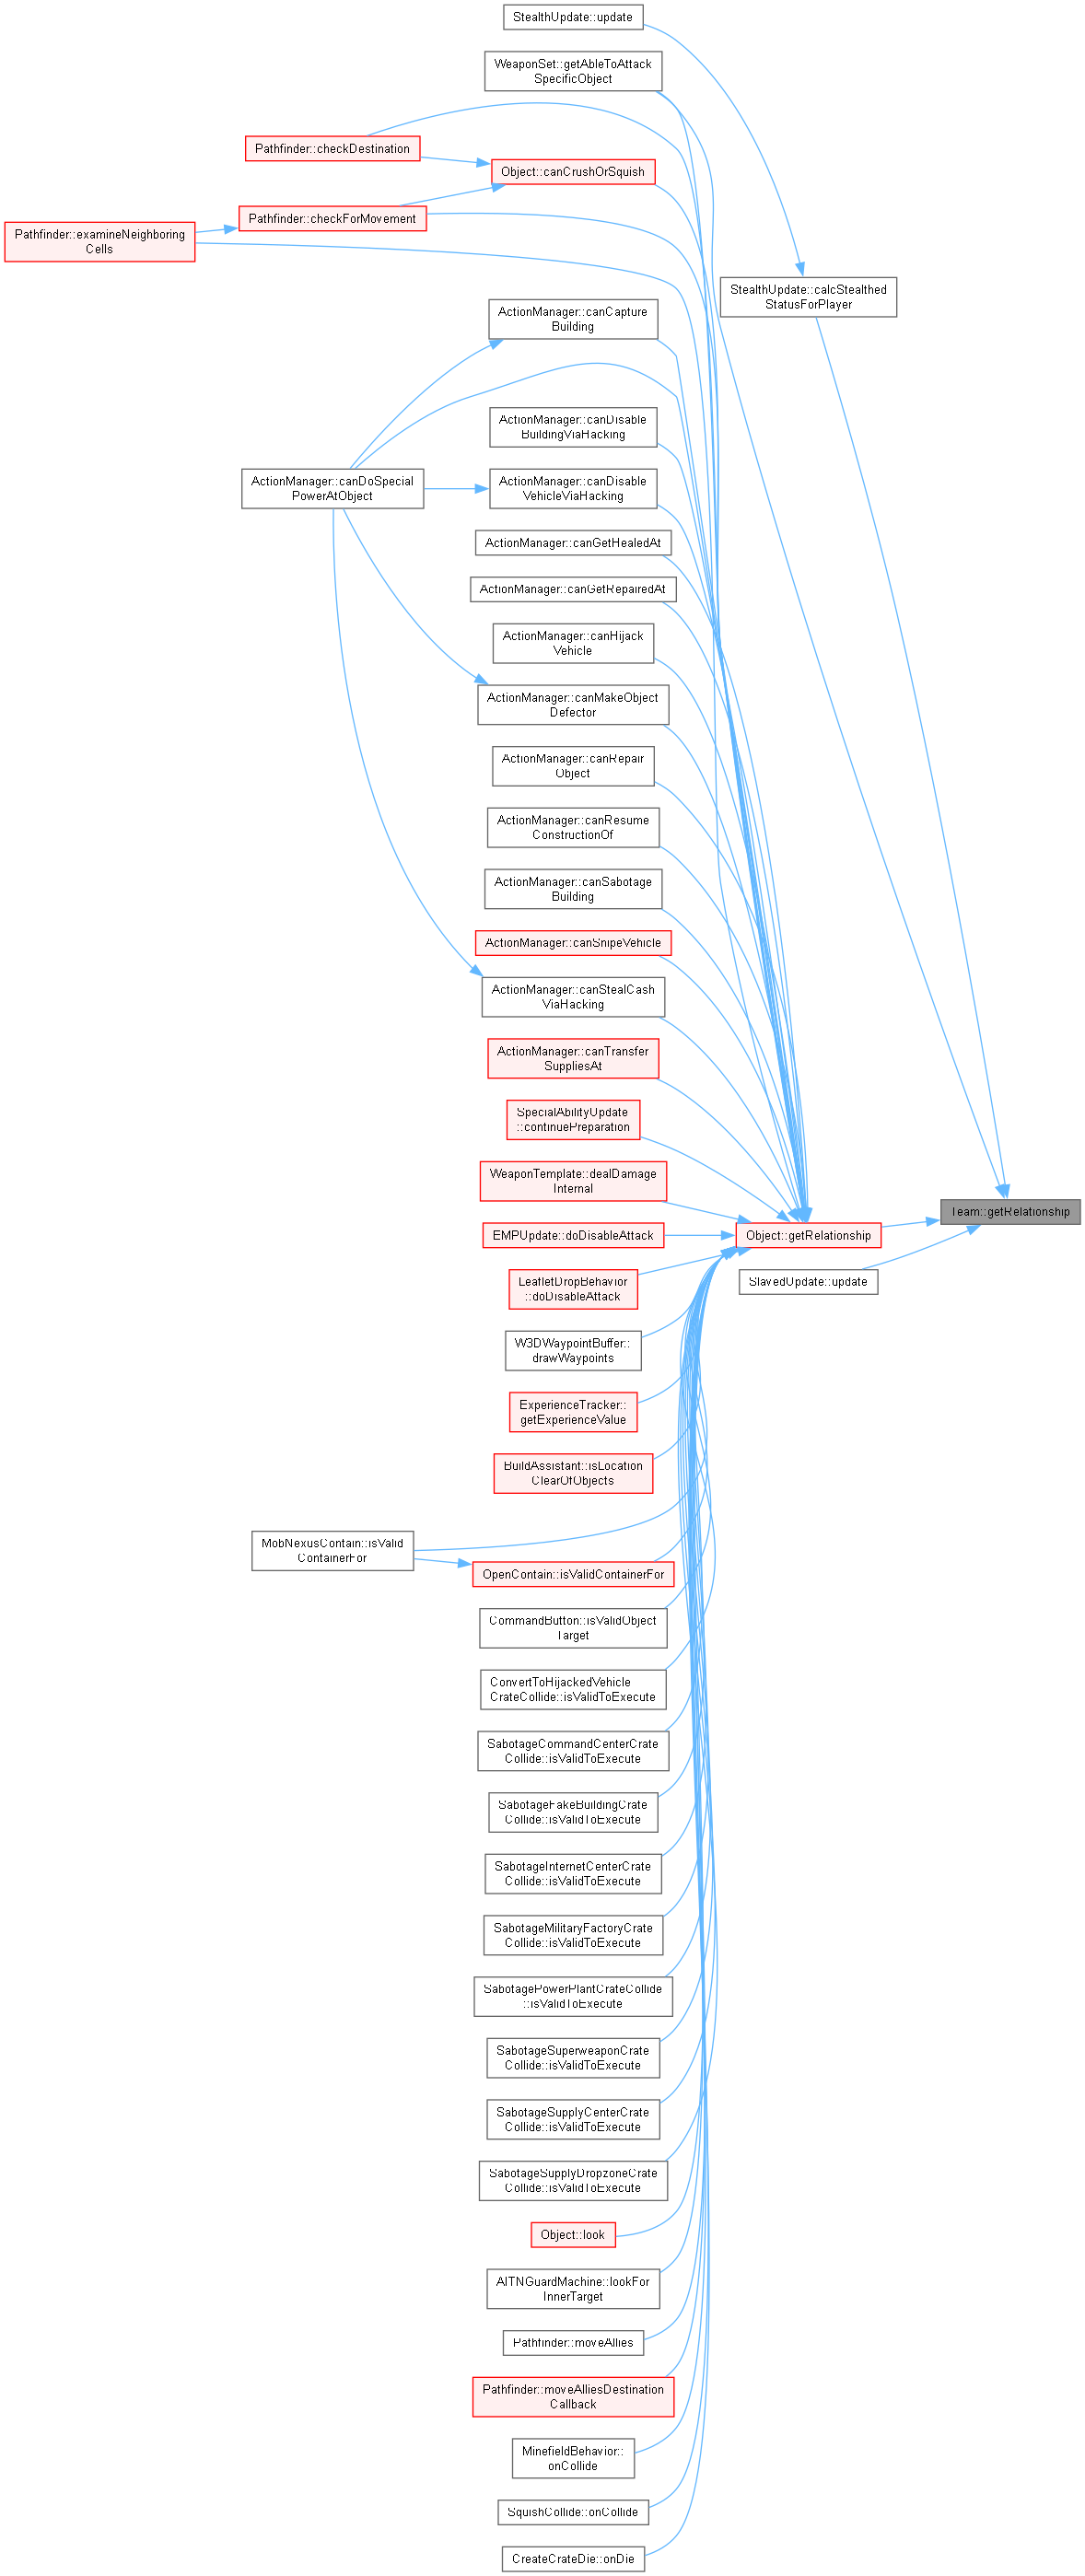 StealthUpdate::update
WeaponSet::getAbleToAttack
SpecificObject
Pathfinder::checkDestination
Object::canCrushOrSquish
Pathfinder::checkForMovement
Pathfinder::examineNeighboring
Cells
StealthUpdate::calcStealthed
StatusForPlayer
ActionManager::canCapture
Building
ActionManager::canDisable
BuildingViaHacking
ActionManager::canDoSpecial
PowerAtObject
ActionManager::canDisable
VehicleViaHacking
ActionManager::canGetHealedAt
ActionManager::canGetRepairedAt
ActionManager::canHijack
Vehicle
ActionManager::canMakeObject
Defector
ActionManager::canRepair
Object
ActionManager::canResume
ConstructionOf
ActionManager::canSabotage
Building
ActionManager::canSnipeVehicle
ActionManager::canStealCash
ViaHacking
ActionManager::canTransfer
SuppliesAt
SpecialAbilityUpdate
::continuePreparation
WeaponTemplate::dealDamage
Internal
Team::getRelationship
EMPUpdate::doDisableAttack
Object::getRelationship
LeafletDropBehavior
::doDisableAttack
SlavedUpdate::update
W3DWaypointBuffer::
drawWaypoints
ExperienceTracker::
getExperienceValue
BuildAssistant::isLocation
ClearOfObjects
MobNexusContain::isValid
ContainerFor
OpenContain::isValidContainerFor
CommandButton::isValidObject
Target
ConvertToHijackedVehicle
CrateCollide::isValidToExecute
SabotageCommandCenterCrate
Collide::isValidToExecute
SabotageFakeBuildingCrate
Collide::isValidToExecute
SabotageInternetCenterCrate
Collide::isValidToExecute
SabotageMilitaryFactoryCrate
Collide::isValidToExecute
SabotagePowerPlantCrateCollide
::isValidToExecute
SabotageSuperweaponCrate
Collide::isValidToExecute
SabotageSupplyCenterCrate
Collide::isValidToExecute
SabotageSupplyDropzoneCrate
Collide::isValidToExecute
Object::look
AITNGuardMachine::lookFor
InnerTarget
Pathfinder::moveAllies
Pathfinder::moveAlliesDestination
Callback
MinefieldBehavior::
onCollide
SquishCollide::onCollide
CreateCrateDie::onDie